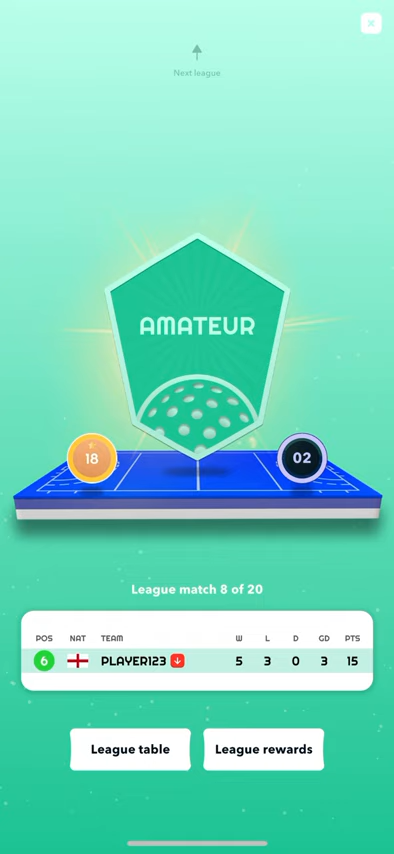 Next league
AMATEUR
18
02
League match 8 of 20
POS NAT TEAM W L D GD PTS
6 PLAYER123 5 3 0 3 15
League table
League rewards